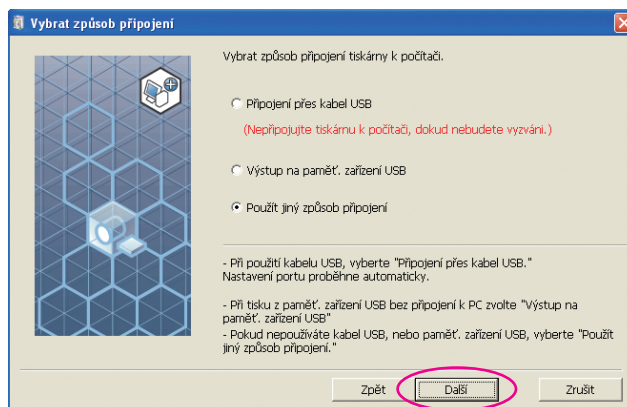 Vybrat způsob připojení
Vybrat způsob připojení tiskárny k počítači.
Připojení přes kabel USB
(Nepřipojujte tiskárnu k počítači, dokud nebudete vyzváni.)
Výstup na paměť. zařízení USB
Použít jiný způsob připojení
- Při použití kabelu USB, vyberte "Připojení přes kabel USB."
Nastavení portu proběhne automaticky.
- Při tisku z paměť. zařízení USB bez připojení k PC zvolte "Výstup na
paměť. zařízení USB"
- Pokud nepoužíváte kabel USB, nebo paměť. zařízení USB, vyberte "Použít
jiný způsob připojení."
Zpět
Další
Zrušit